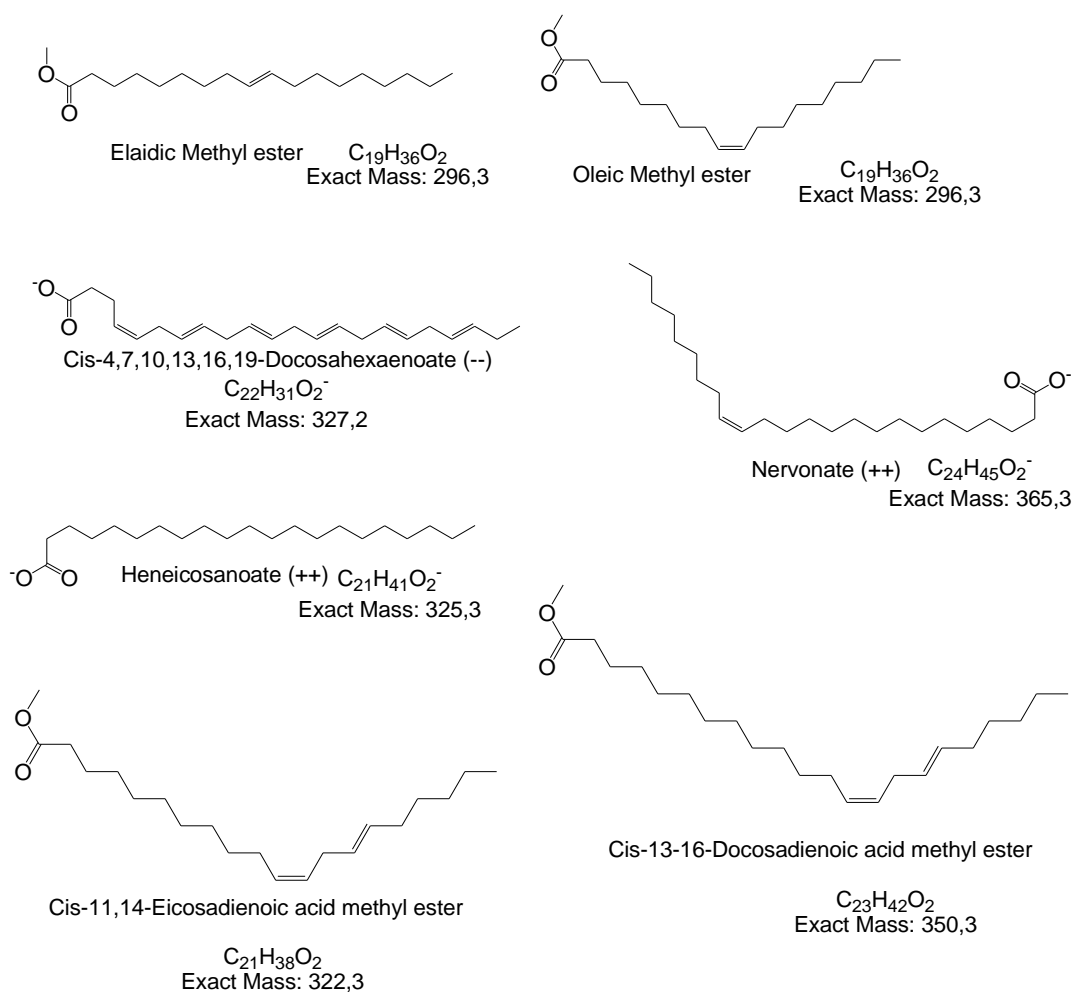 O
O
Elaidic Methyl ester C₁₉H₃₆O₂
Exact Mass: 296,3
O
O
Oleic Methyl ester C₁₉H₃₆O₂
Exact Mass: 296,3
⁻O
O
Cis-4,7,10,13,16,19-Docosahexaenoate (--)
C₂₂H₃₁O₂⁻
Exact Mass: 327,2
O O⁻
Nervonate (++) C₂₄H₄₅O₂⁻
Exact Mass: 365,3
⁻O O
Heneicosanoate (++) C₂₁H₄₁O₂⁻
Exact Mass: 325,3
O
O
Cis-11,14-Eicosadienoic acid methyl ester
C₂₁H₃₈O₂
Exact Mass: 322,3
O
O
Cis-13-16-Docosadienoic acid methyl ester
C₂₃H₄₂O₂
Exact Mass: 350,3